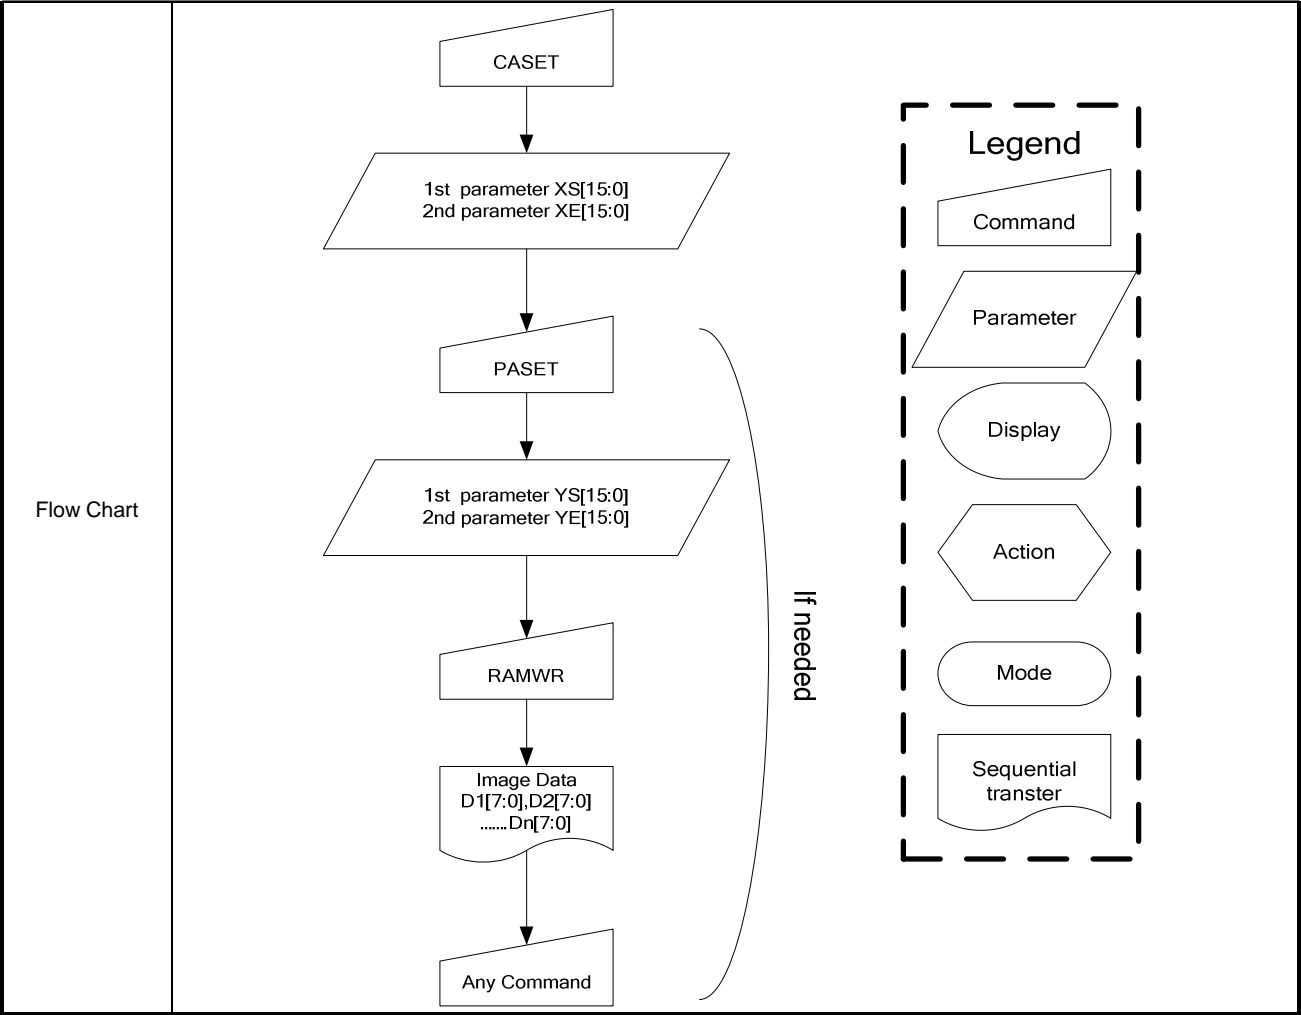 Flow Chart
CASET
1st parameter XS[15:0]
2nd parameter XE[15:0]
PASET
1st parameter YS[15:0]
2nd parameter YE[15:0]
RAMWR
Image Data
D1[7:0],D2[7:0]
.......Dn[7:0]
Any Command
If needed
Legend
Command
Parameter
Display
Action
Mode
Sequential
transter